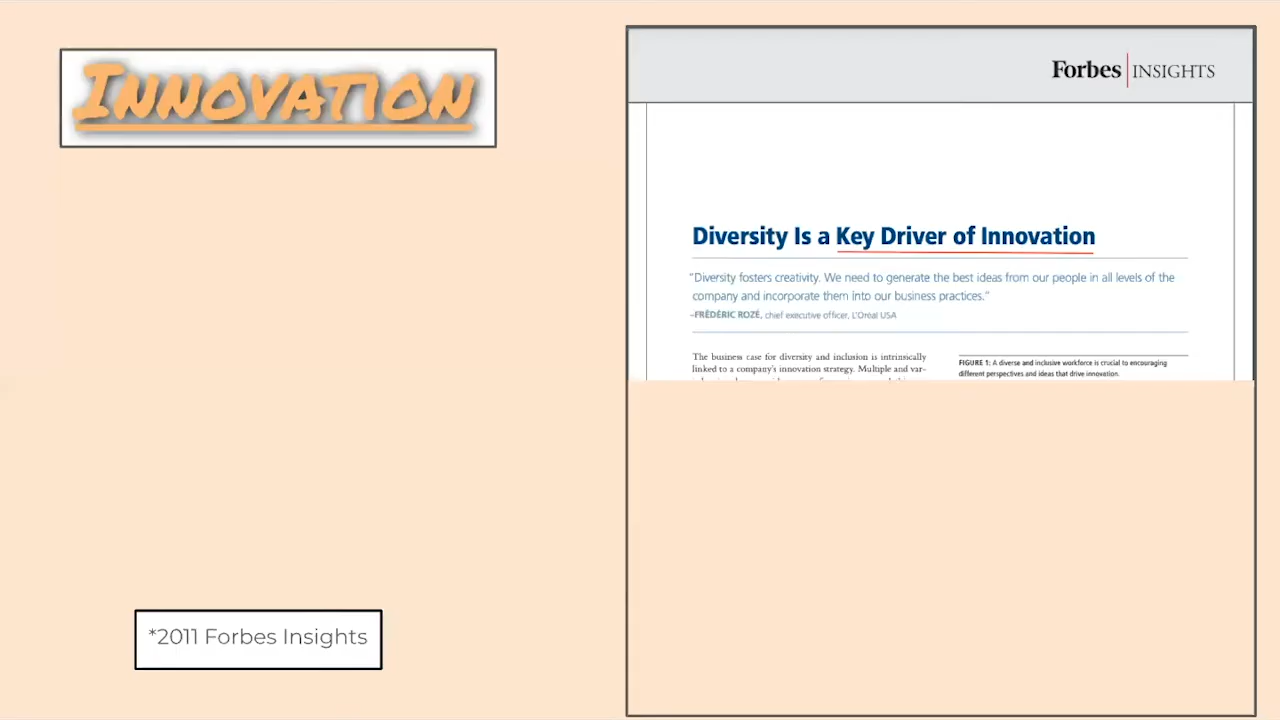 INNOVATION
Forbes INSIGHTS
Diversity Is a Key Driver of Innovation
“Diversity fosters creativity. We need to generate the best ideas from our people in all levels of the
company and incorporate them into our business practices.”
–FRÉDÉRIC ROZÉ, chief executive officer, L’Oréal USA
The business case for diversity and inclusion is intrinsically
linked to a company’s innovation strategy. Multiple and var-
FIGURE 1: A diverse and inclusive workforce is crucial to encouraging
different perspectives and ideas that drive innovation.
*2011 Forbes Insights